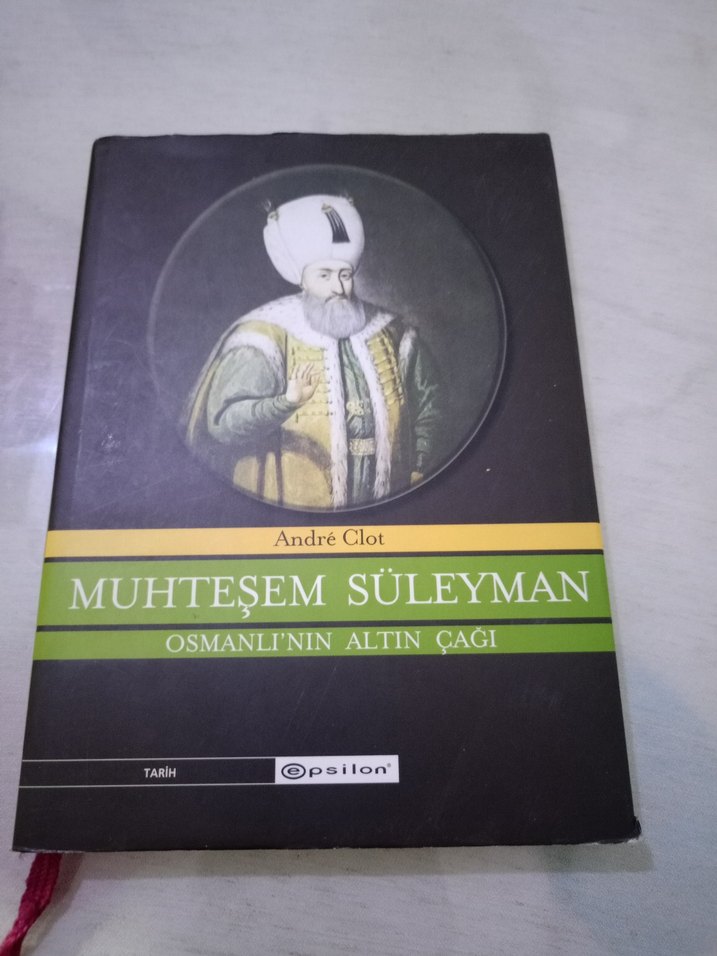 André Clot
MUHTEŞEM SÜLEYMAN
OSMANLI'NIN ALTIN ÇAĞI
TARİH
epsilon®